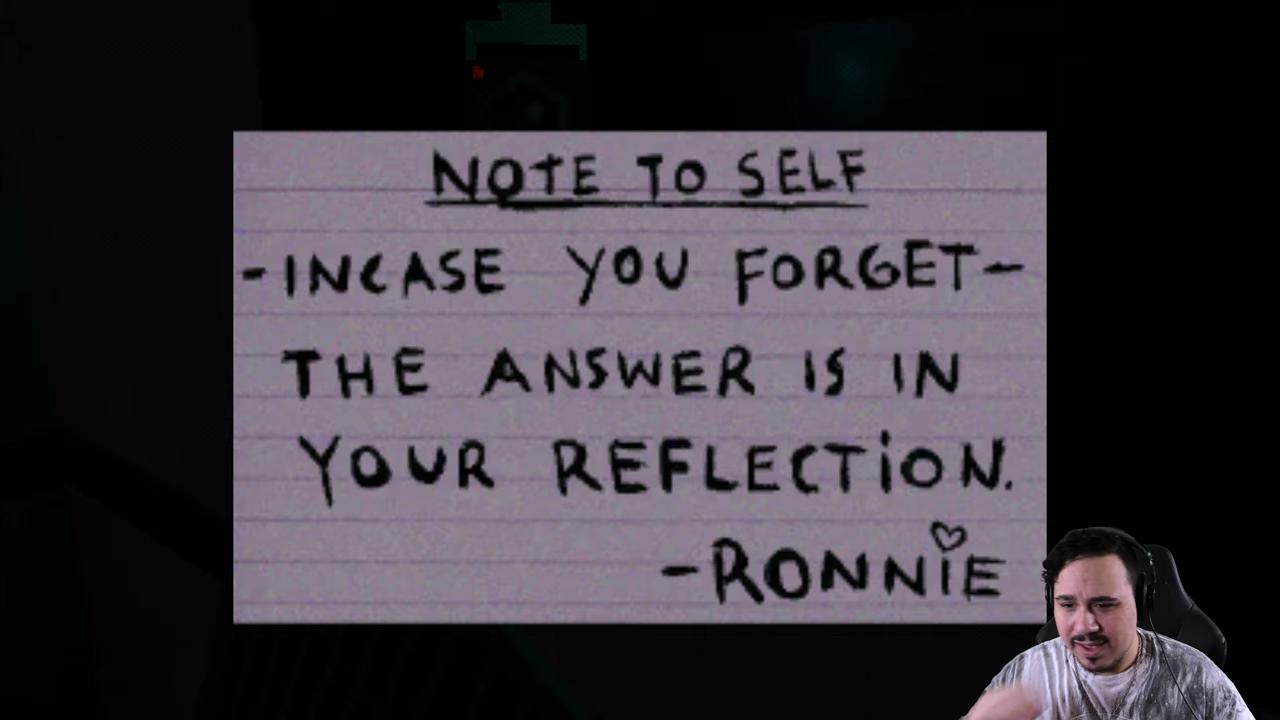 NOTE TO SELF
-INCASE YOU FORGET-
THE ANSWER IS IN
YOUR REFLECTION.
-RONNiE